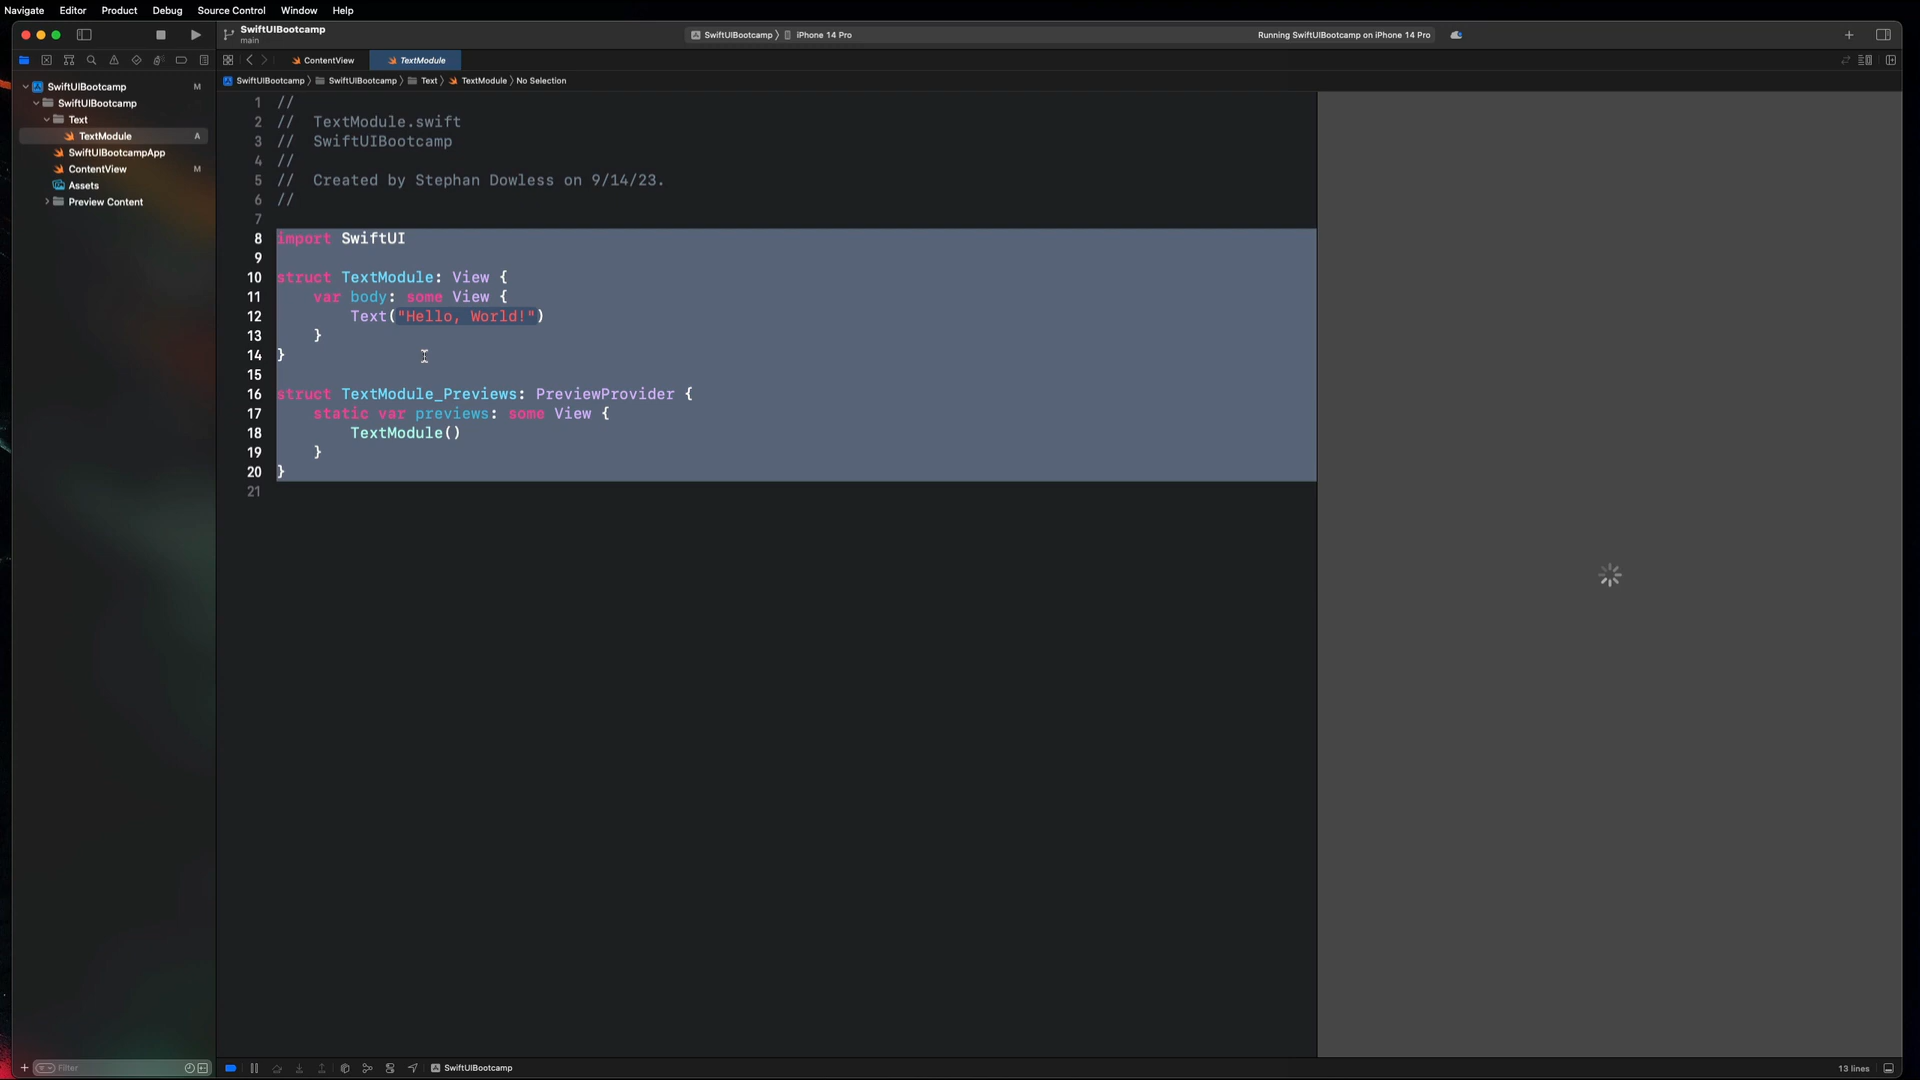 Navigate Editor Product Debug Source Control Window Help
SwiftUIBootcamp
main
SwiftUIBootcamp 〉 iPhone 14 Pro
Running SwiftUIBootcamp on iPhone 14 Pro
ContentView TextModule
SwiftUIBootcamp 〉 SwiftUIBootcamp 〉 Text 〉 TextModule 〉 No Selection
SwiftUIBootcamp M
SwiftUIBootcamp
Text
TextModule A
SwiftUIBootcampApp
ContentView M
Assets
Preview Content
1 //
2 //  TextModule.swift
3 //  SwiftUIBootcamp
4 //
5 //  Created by Stephan Dowless on 9/14/23.
6 //
7
8 import SwiftUI
9
10 struct TextModule: View {
11     var body: some View {
12         Text("Hello, World!")
13     }
14 }
15
16 struct TextModule_Previews: PreviewProvider {
17     static var previews: some View {
18         TextModule()
19     }
20 }
21
Filter
SwiftUIBootcamp
13 lines